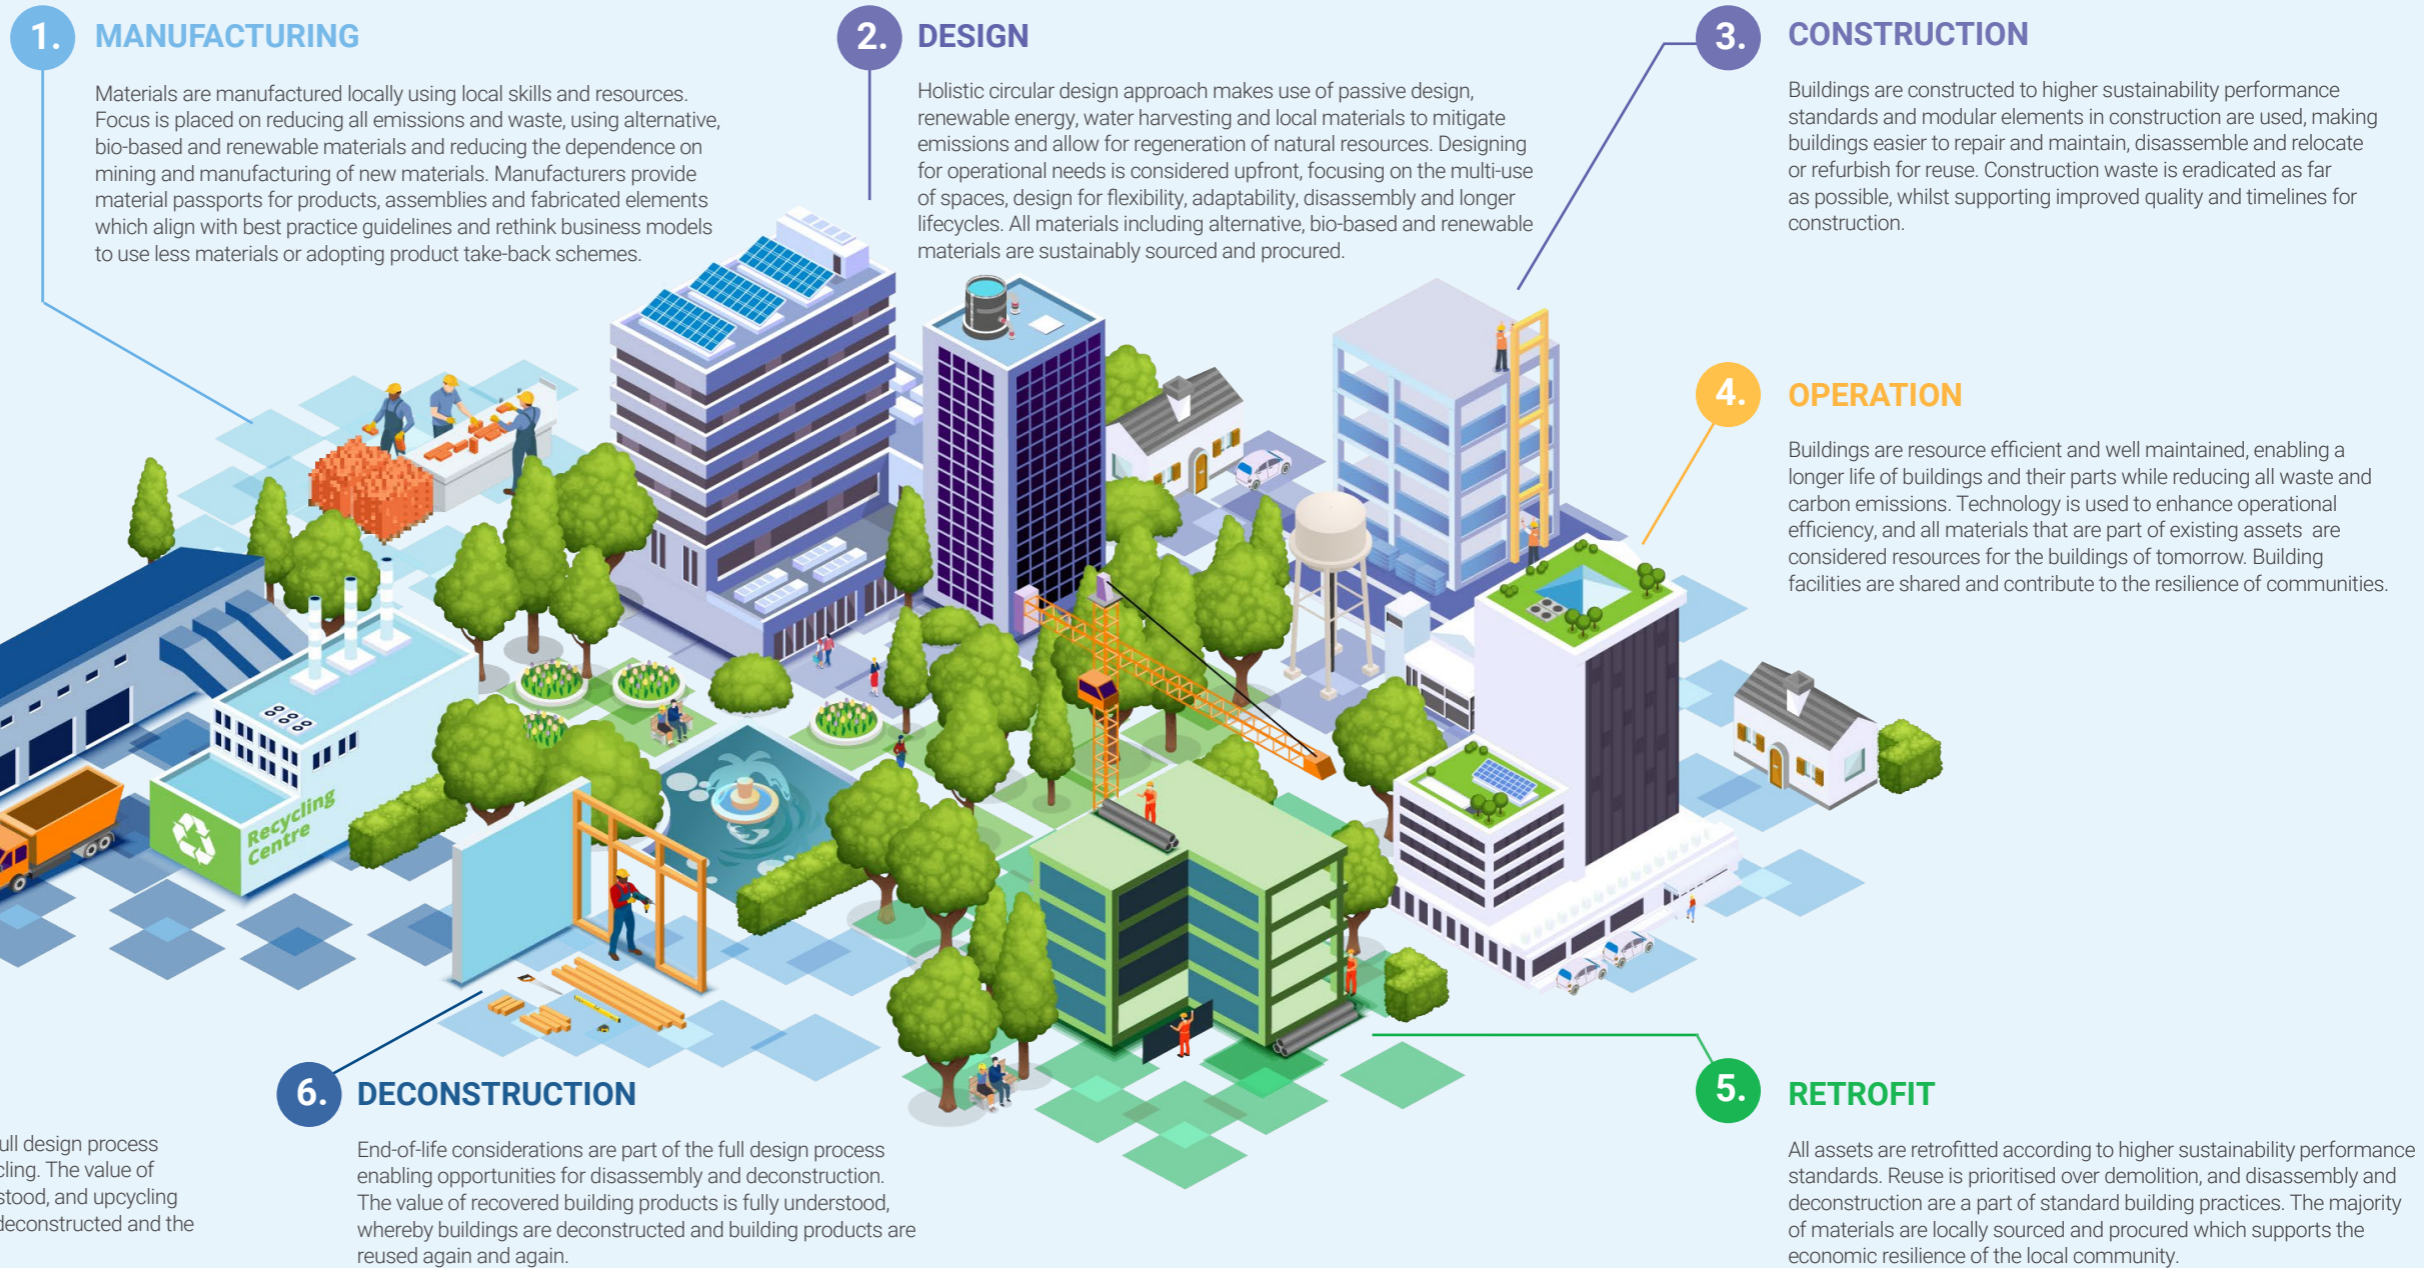 1. MANUFACTURING
Materials are manufactured locally using local skills and resources.
Focus is placed on reducing all emissions and waste, using alternative,
bio-based and renewable materials and reducing the dependence on
mining and manufacturing of new materials. Manufacturers provide
material passports for products, assemblies and fabricated elements
which align with best practice guidelines and rethink business models
to use less materials or adopting product take-back schemes.
2. DESIGN
Holistic circular design approach makes use of passive design,
renewable energy, water harvesting and local materials to mitigate
emissions and allow for regeneration of natural resources. Designing
for operational needs is considered upfront, focusing on the multi-use
of spaces, design for flexibility, adaptability, disassembly and longer
lifecycles. All materials including alternative, bio-based and renewable
materials are sustainably sourced and procured.
3. CONSTRUCTION
Buildings are constructed to higher sustainability performance
standards and modular elements in construction are used, making
buildings easier to repair and maintain, disassemble and relocate
or refurbish for reuse. Construction waste is eradicated as far
as possible, whilst supporting improved quality and timelines for
construction.
4. OPERATION
Buildings are resource efficient and well maintained, enabling a
longer life of buildings and their parts while reducing all waste and
carbon emissions. Technology is used to enhance operational
efficiency, and all materials that are part of existing assets are
considered resources for the buildings of tomorrow. Building
facilities are shared and contribute to the resilience of communities.
Recycling
Centre
5. RETROFIT
All assets are retrofitted according to higher sustainability performance
standards. Reuse is prioritised over demolition, and disassembly and
deconstruction are a part of standard building practices. The majority
of materials are locally sourced and procured which supports the
economic resilience of the local community.
6. DECONSTRUCTION
End-of-life considerations are part of the full design process
enabling opportunities for disassembly and deconstruction.
The value of recovered building products is fully understood,
whereby buildings are deconstructed and building products are
reused again and again.
design process
The value of
and upcycling
deconstructed and the